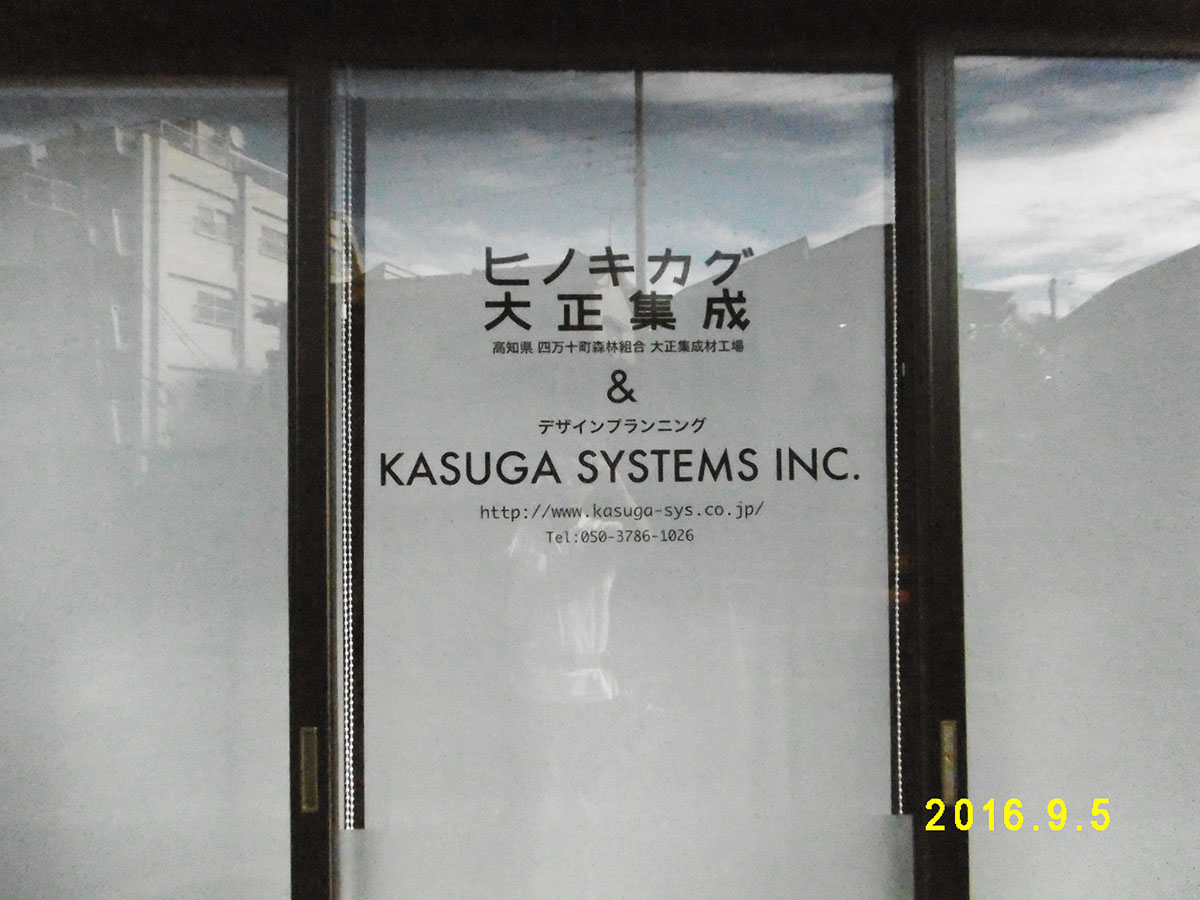 ヒノキカグ
大正集成
高知県 四万十町森林組合 大正集成材工場
&
デザインプランニング
KASUGA SYSTEMS INC.
http://www.kasuga-sys.co.jp/
Tel:050-3786-1026
2016.9.5